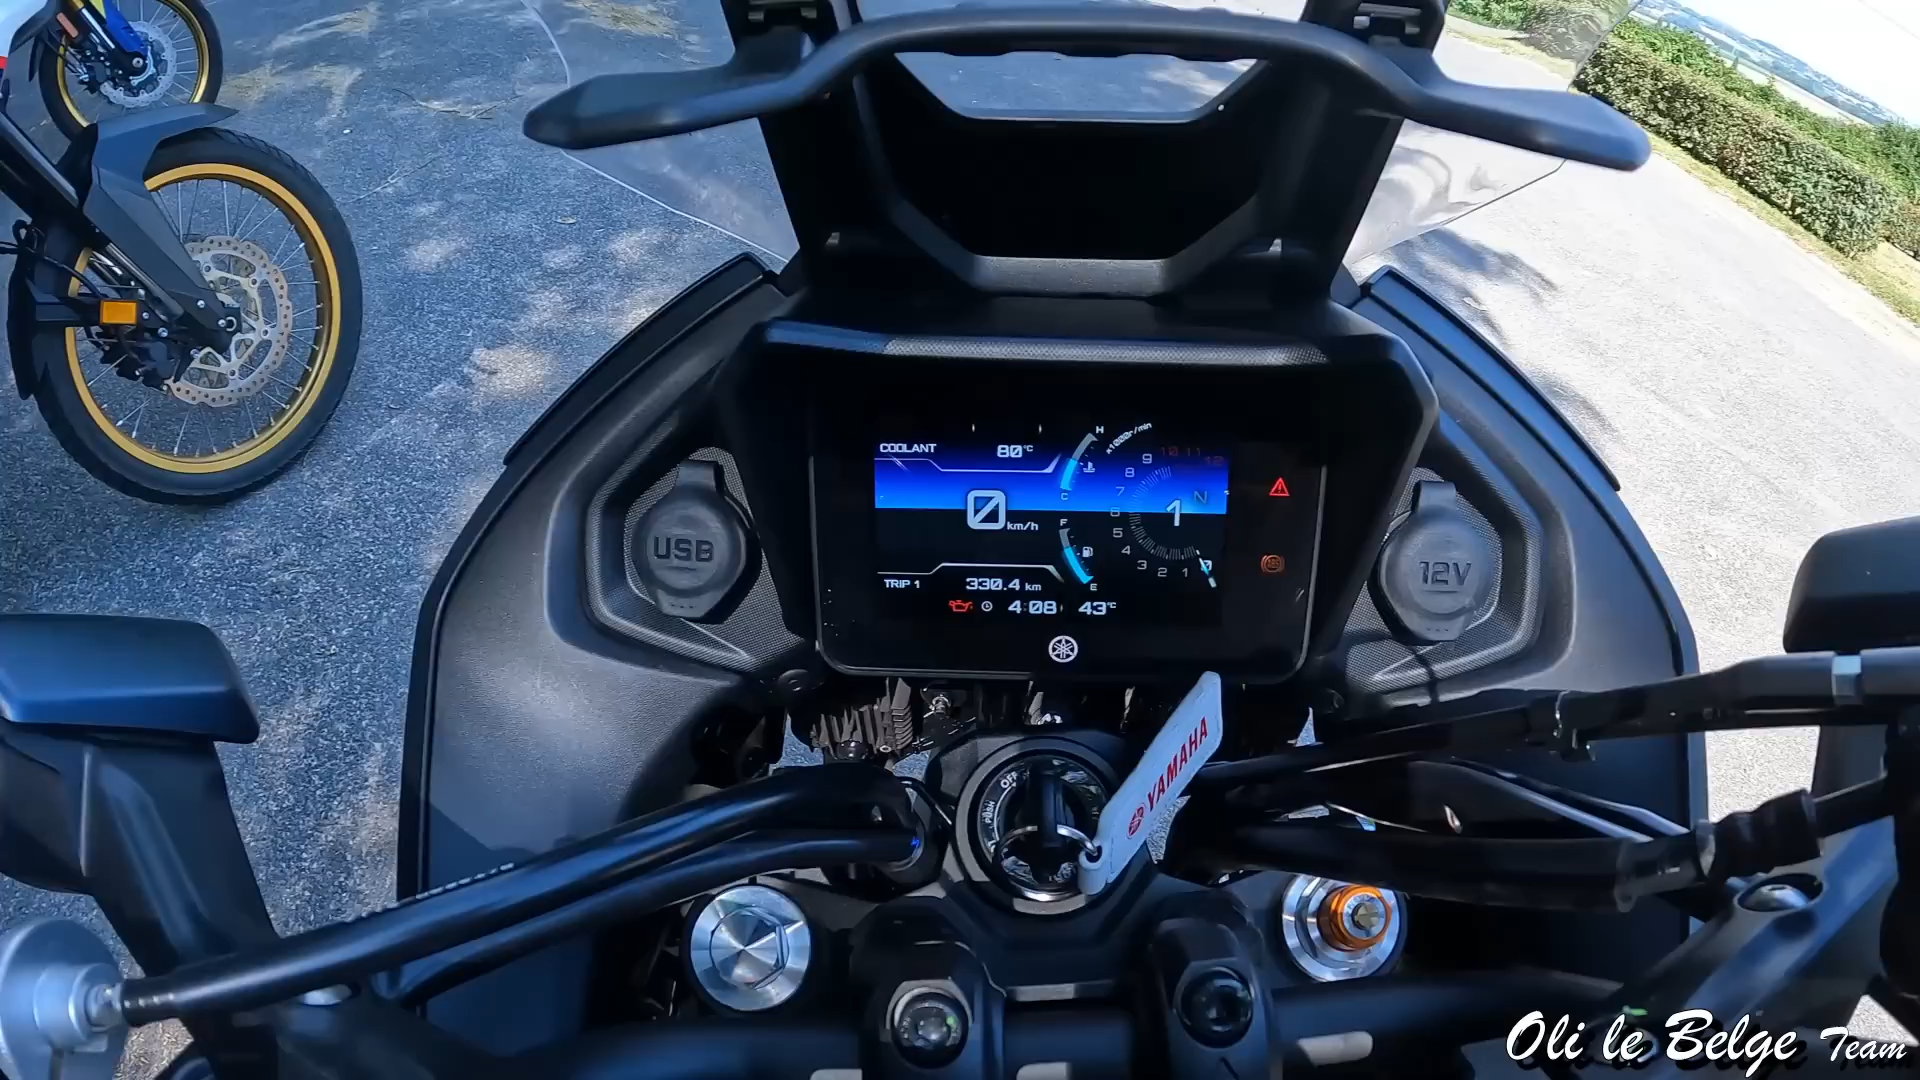 COOLANT 80°C
H
x1000r/min
C
0 km/h
F
E
N
1
0 1 2 3 4 5 6 7 8 9 10 11 12
TRIP 1 330.4 km
4:08 43°C
USB
12V
OFF
PUSH
YAMAHA
Oli le Belge Team